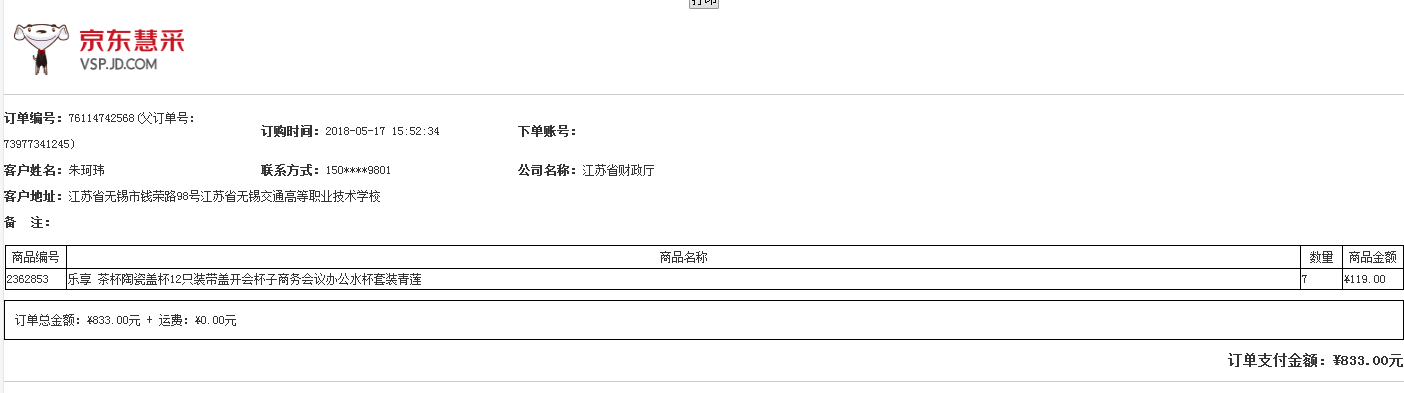 打印
京东慧采
VSP.JD.COM
订单编号：76114742568(父订单号：73977341245) 订购时间：2018-05-17 15:52:34 下单账号：
客户姓名：朱珂玮 联系方式：150****9801 公司名称：江苏省财政厅
客户地址：江苏省无锡市钱荣路98号江苏省无锡交通高等职业技术学校
备 注：
商品编号 商品名称 数量 商品金额
2362853 乐享 茶杯陶瓷盖杯12只装带盖开会杯子商务会议办公水杯套装青莲 7 ¥119.00
订单总金额：¥833.00元 + 运费：¥0.00元
订单支付金额：¥833.00元